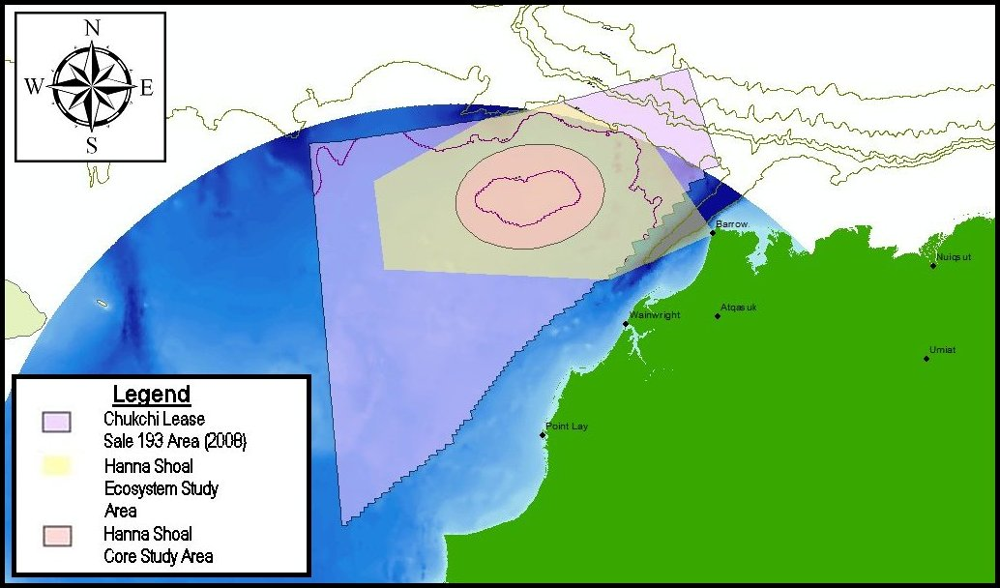 N
W E
S
Barrow
Nuiqsut
Wainwright
Atqasuk
Umiat
Point Lay
Legend
Chukchi Lease
Sale 193 Area (2008)
Hanna Shoal
Ecosystem Study
Area
Hanna Shoal
Core Study Area